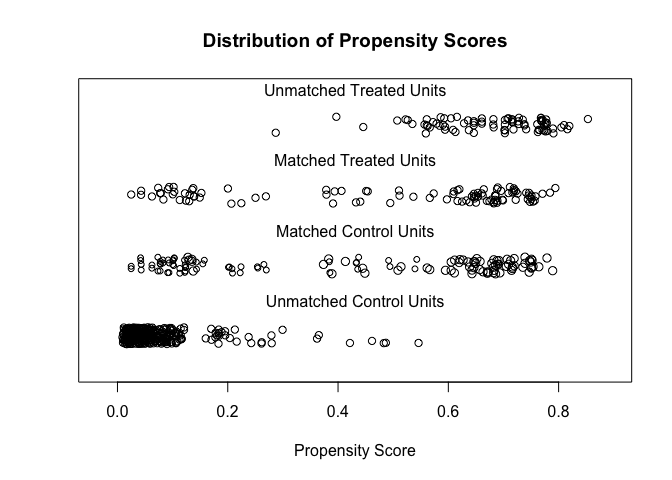 Distribution of Propensity Scores
Unmatched Treated Units
Matched Treated Units
Matched Control Units
Unmatched Control Units
0.0 0.2 0.4 0.6 0.8
Propensity Score